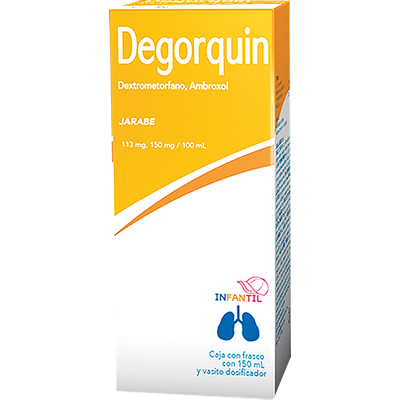 Degorquin
Dextrometorfano, Ambroxol
JARABE
113 mg, 150 mg / 100 mL
INFANTIL
Caja con frasco
con 150 mL
y vasito dosificador